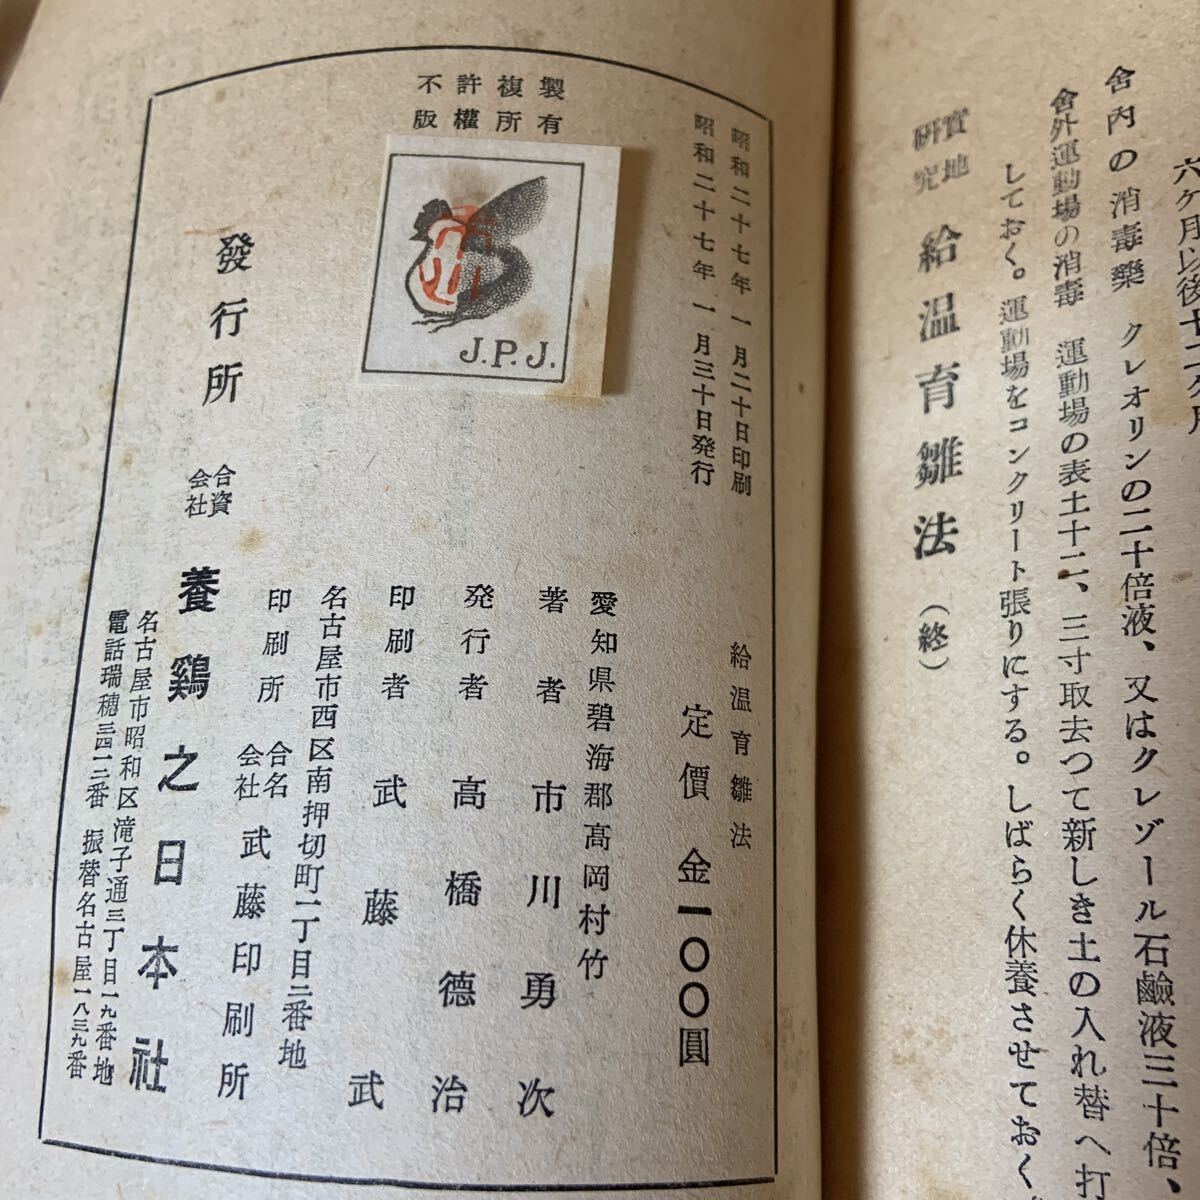 六ケ月以後十二ケ月
舍内の消毒藥　クレオリンの二十倍液、又はクレゾール石鹼液三十倍、
舍外運動場の消毒　運動場の表土十二、三寸取去つて新しき土の入れ替へ打
しておく。運動場をコンクリート張りにする。しばらく休養させておく。
實地研究　給温育雛法　（終）
不許複製
版權所有
J.P.J.
昭和二十七年一月二十日印刷
昭和二十七年一月三十日発行
給温育雛法
定價金一〇〇圓
愛知県碧海郡高岡村竹
著者　市川勇次
発行者　高橋德治
印刷者　武藤武
名古屋市西区南押切町二丁目二番地
印刷所　合名会社　武藤印刷所
發行所　合資会社　養鷄之日本社
名古屋市昭和区滝子通三丁目一九番地
電話瑞穂三四一二番　振替名古屋一八三九番